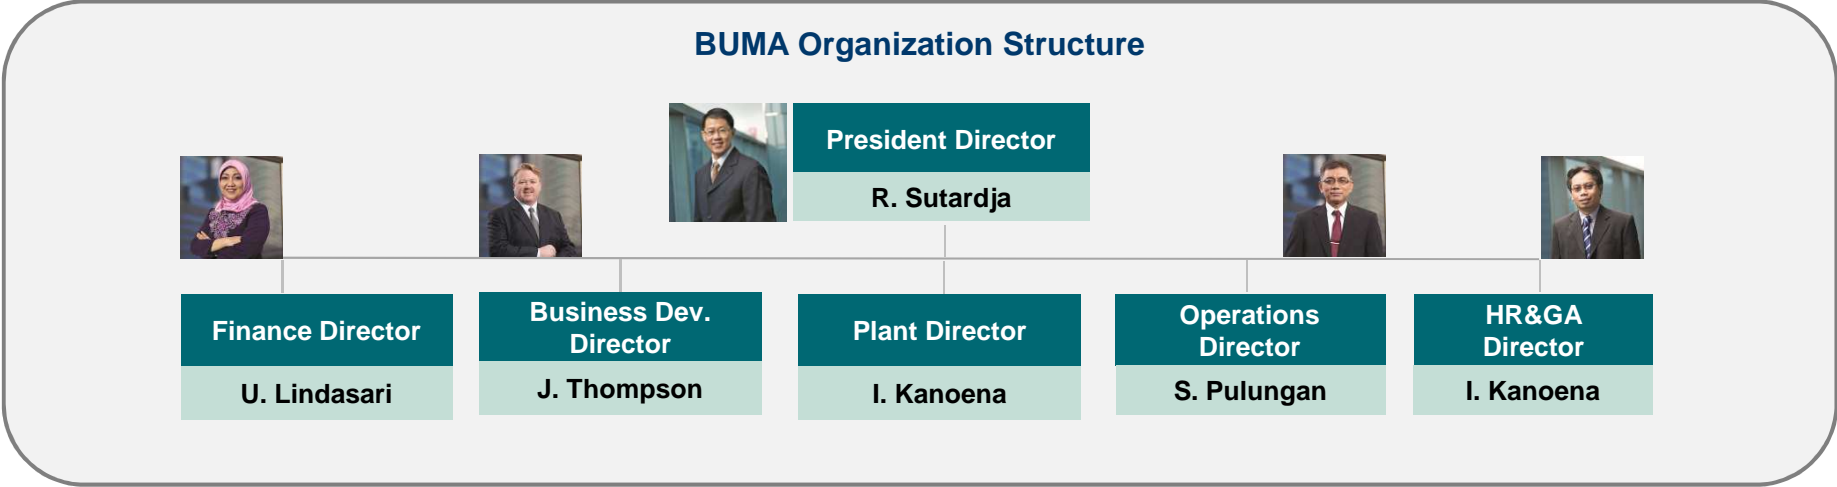 BUMA Organization Structure
President Director
R. Sutardja
Finance Director
U. Lindasari
Business Dev.
Director
J. Thompson
Plant Director
I. Kanoena
Operations
Director
S. Pulungan
HR&GA
Director
I. Kanoena